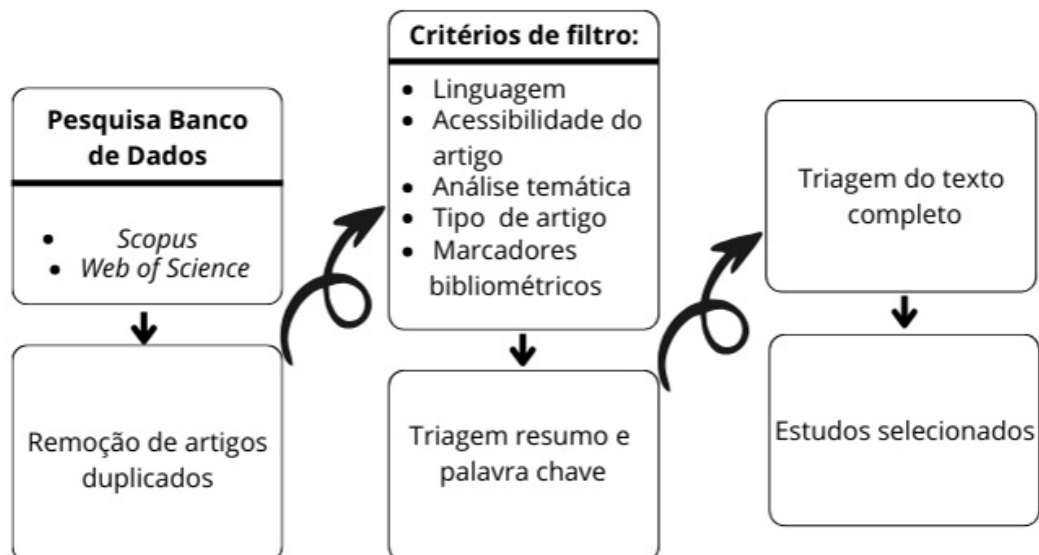 Pesquisa Banco
de Dados
• Scopus
• Web of Science
Remoção de artigos
duplicados
Critérios de filtro:
• Linguagem
• Acessibilidade do
artigo
• Análise temática
• Tipo de artigo
• Marcadores
bibliométricos
Triagem resumo e
palavra chave
Triagem do texto
completo
Estudos selecionados